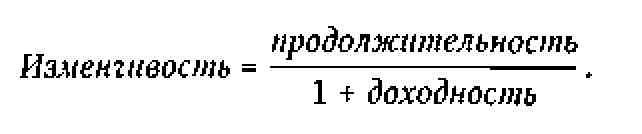 Изменчивость = продолжительность / 1 + доходность .